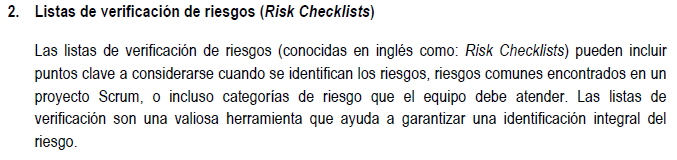 2. Listas de verificación de riesgos (Risk Checklists)
Las listas de verificación de riesgos (conocidas en inglés como: Risk Checklists) pueden incluir
puntos clave a considerarse cuando se identifican los riesgos, riesgos comunes encontrados en un
proyecto Scrum, o incluso categorías de riesgo que el equipo debe atender. Las listas de
verificación son una valiosa herramienta que ayuda a garantizar una identificación integral del
riesgo.